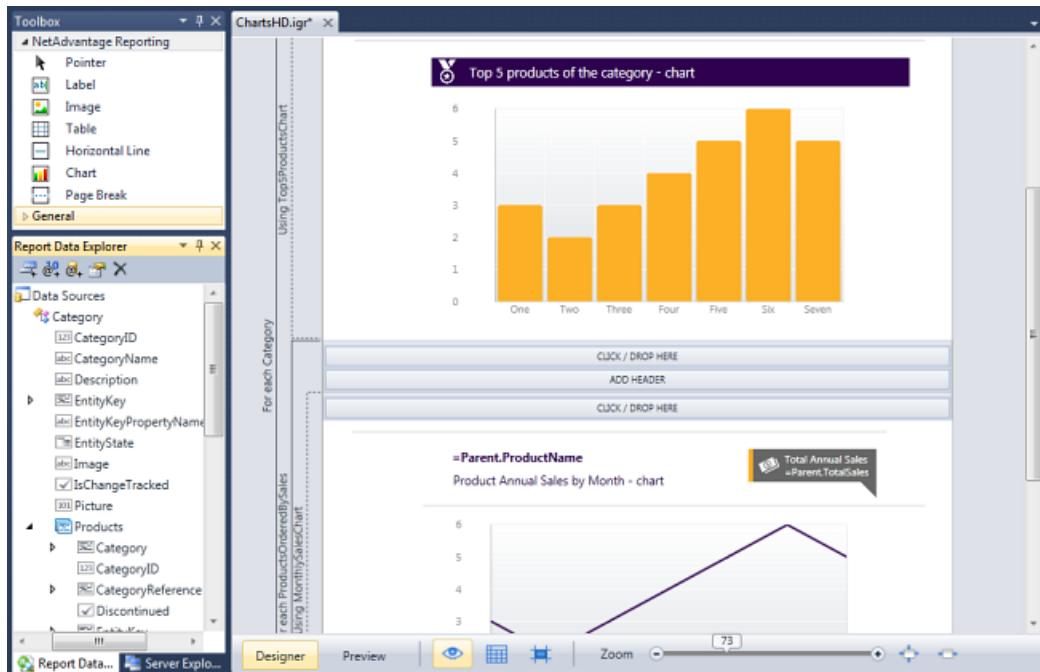 Toolbox
NetAdvantage Reporting
Pointer
Label
Image
Table
Horizontal Line
Chart
Page Break
General
Report Data Explorer
Data Sources
Category
CategoryID
CategoryName
Description
EntityKey
EntityKeyPropertyName
EntityState
Image
IsChangeTracked
Picture
Products
Category
CategoryID
CategoryReference
Discontinued
Report Data...
Server Explo...
ChartsHD.igr*
For each Category
Using Top5ProductsChart
Top 5 products of the category - chart
6
5
4
3
2
1
0
One Two Three Four Five Six Seven
CLICK / DROP HERE
ADD HEADER
CLICK / DROP HERE
r each ProductsOrderedBySales
Using MonthlySalesChart
=Parent.ProductName
Product Annual Sales by Month - chart
Total Annual Sales
=Parent.TotalSales
6
5
4
3
Designer Preview Zoom 73